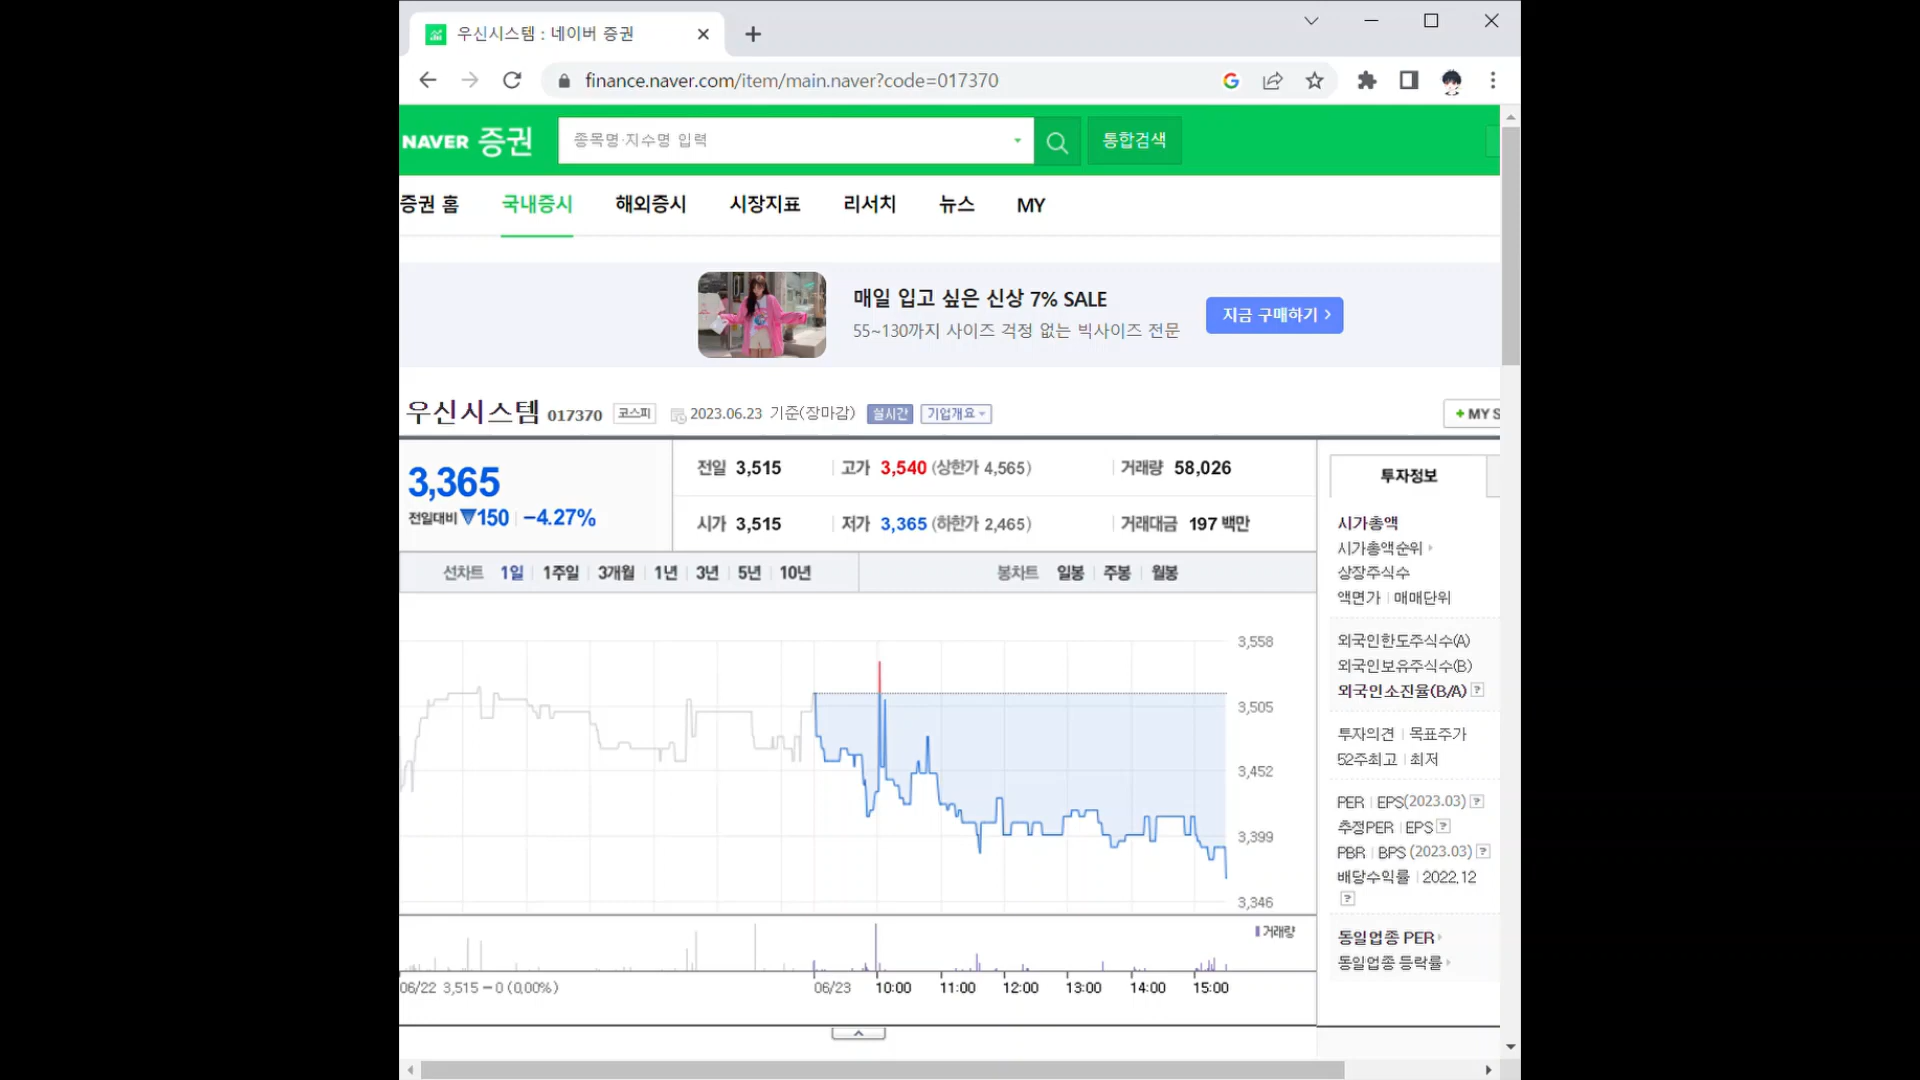 우신시스템 : 네이버 증권
finance.naver.com/item/main.naver?code=017370
NAVER 증권
종목명·지수명 입력
통합검색
증권 홈 국내증시 해외증시 시장지표 리서치 뉴스 MY
매일 입고 싶은 신상 7% SALE
55~130까지 사이즈 걱정 없는 빅사이즈 전문
지금 구매하기 >
우신시스템 017370 코스피 2023.06.23 기준(장마감) 실시간 기업개요
+ MY S
3,365
전일대비 ▼150 −4.27%
전일 3,515 고가 3,540 (상한가 4,565) 거래량 58,026
시가 3,515 저가 3,365 (하한가 2,465) 거래대금 197 백만
선차트 1일 1주일 3개월 1년 3년 5년 10년
봉차트 일봉 주봉 월봉
3,558
3,505
3,452
3,399
3,346
거래량
06/22 3,515 − 0 (0,00%)
06/23 10:00 11:00 12:00 13:00 14:00 15:00
투자정보
시가총액
시가총액순위
상장주식수
액면가 | 매매단위
외국인한도주식수(A)
외국인보유주식수(B)
외국인소진율(B/A) ?
투자의견 | 목표주가
52주최고 | 최저
PER | EPS(2023.03) ?
추정PER | EPS ?
PBR | BPS (2023.03) ?
배당수익률 | 2022.12
?
동일업종 PER
동일업종 등락률